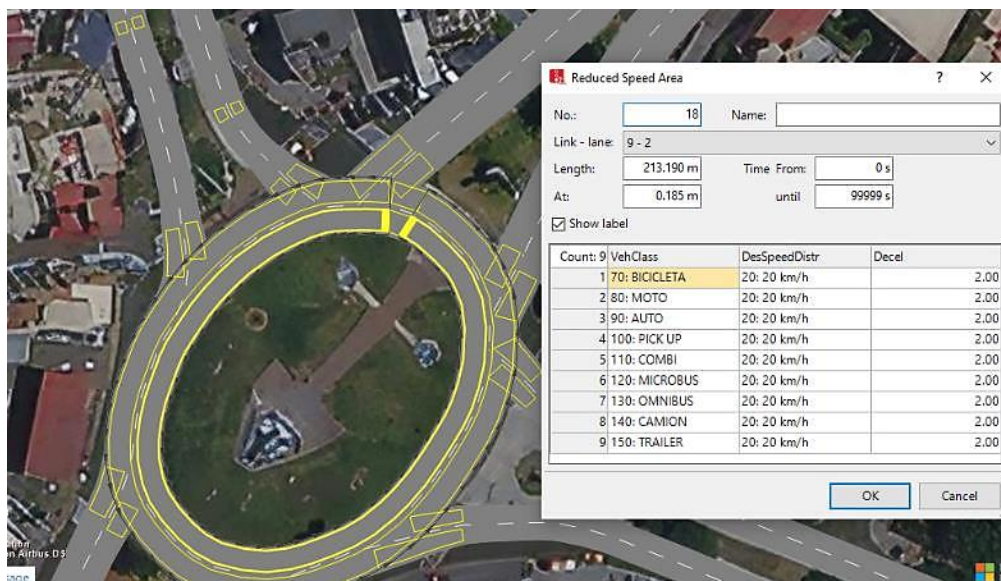 Reduced Speed Area ? ×
No.: 18 Name:
Link - lane: 9 - 2
Length: 213.190 m Time From: 0 s
At: 0.185 m until 99999 s
Show label
Count: 9 VehClass DesSpeedDistr Decel
1 70: BICICLETA 20: 20 km/h 2.00
2 80: MOTO 20: 20 km/h 2.00
3 90: AUTO 20: 20 km/h 2.00
4 100: PICK UP 20: 20 km/h 2.00
5 110: COMBI 20: 20 km/h 2.00
6 120: MICROBUS 20: 20 km/h 2.00
7 130: OMNIBUS 20: 20 km/h 2.00
8 140: CAMION 20: 20 km/h 2.00
9 150: TRAILER 20: 20 km/h 2.00
OK Cancel
Airbus DS